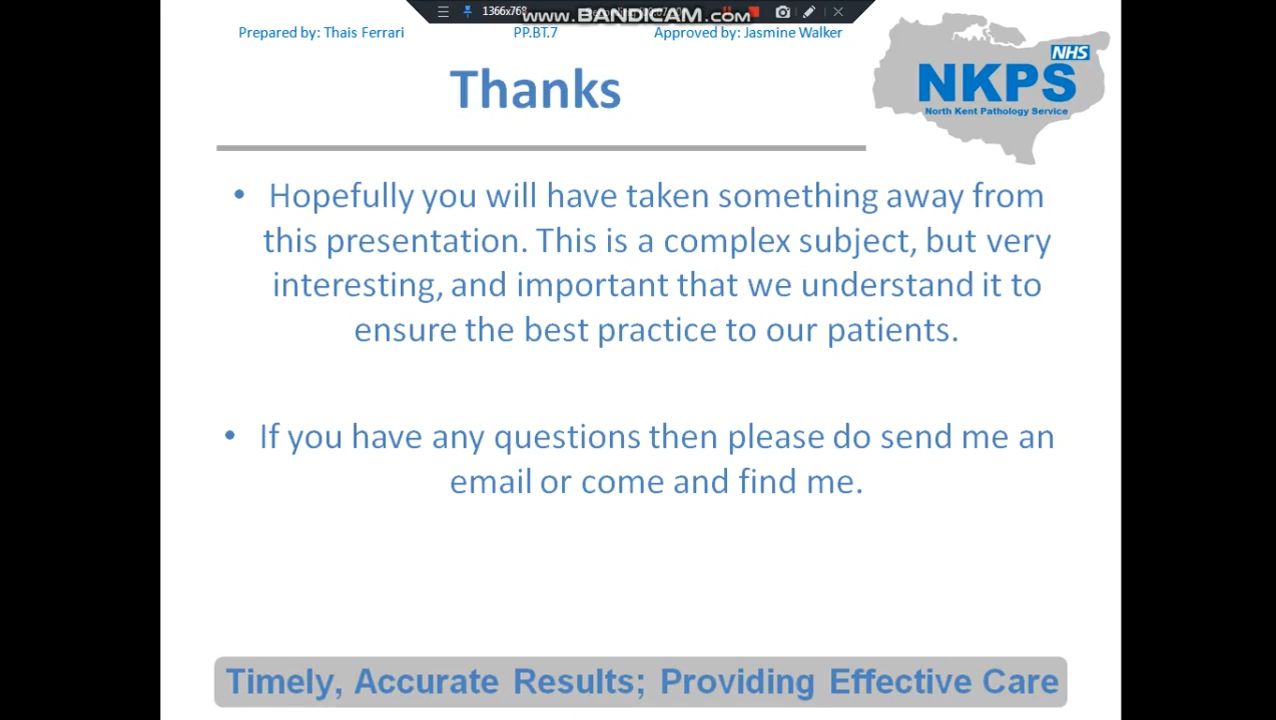 1366x768
www.BANDICAM.com
Prepared by: Thais Ferrari
PP.BT.7
Approved by: Jasmine Walker
NHS
NKPS
North Kent Pathology Service
Thanks
• Hopefully you will have taken something away from
this presentation. This is a complex subject, but very
interesting, and important that we understand it to
ensure the best practice to our patients.
• If you have any questions then please do send me an
email or come and find me.
Timely, Accurate Results; Providing Effective Care